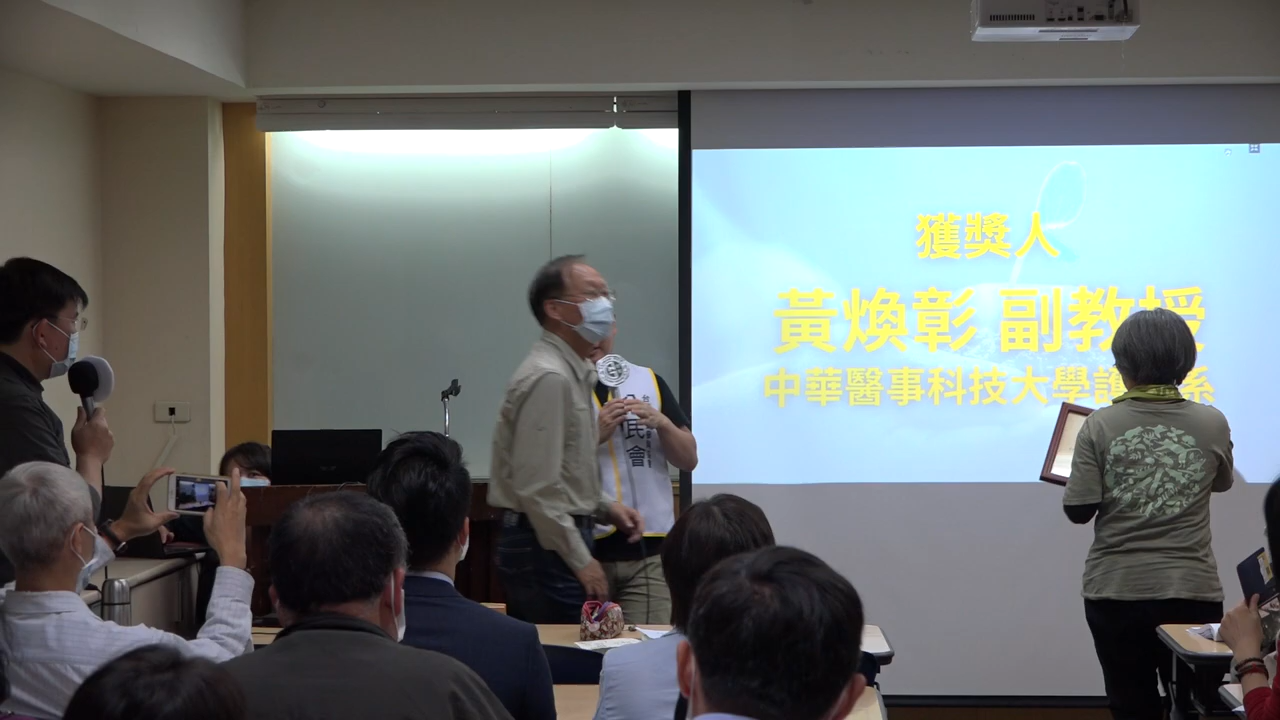 獲獎人
黃煥彰 副教授
中華醫事科技大學護 系
公民會